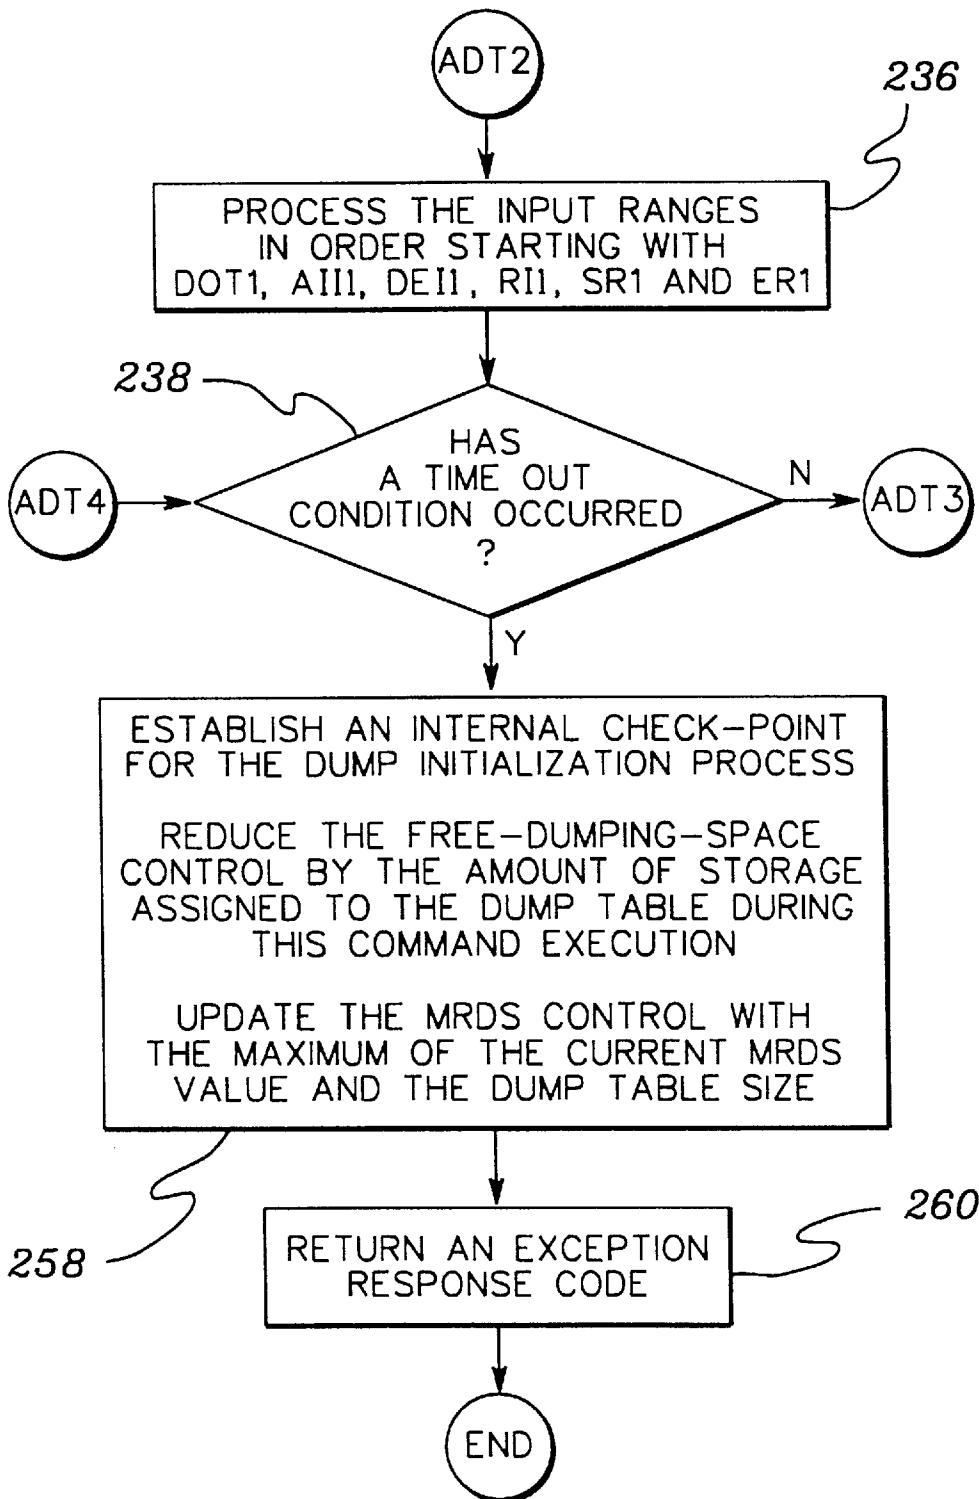 ADT2
236
PROCESS THE INPUT RANGES
IN ORDER STARTING WITH
DOT1, AII1, DEI1, RI1, SR1 AND ER1
238
HAS
A TIME OUT
CONDITION OCCURRED
?
ADT4
N
ADT3
Y
ESTABLISH AN INTERNAL CHECK-POINT
FOR THE DUMP INITIALIZATION PROCESS
REDUCE THE FREE-DUMPING-SPACE
CONTROL BY THE AMOUNT OF STORAGE
ASSIGNED TO THE DUMP TABLE DURING
THIS COMMAND EXECUTION
UPDATE THE MRDS CONTROL WITH
THE MAXIMUM OF THE CURRENT MRDS
VALUE AND THE DUMP TABLE SIZE
258
260
RETURN AN EXCEPTION
RESPONSE CODE
END